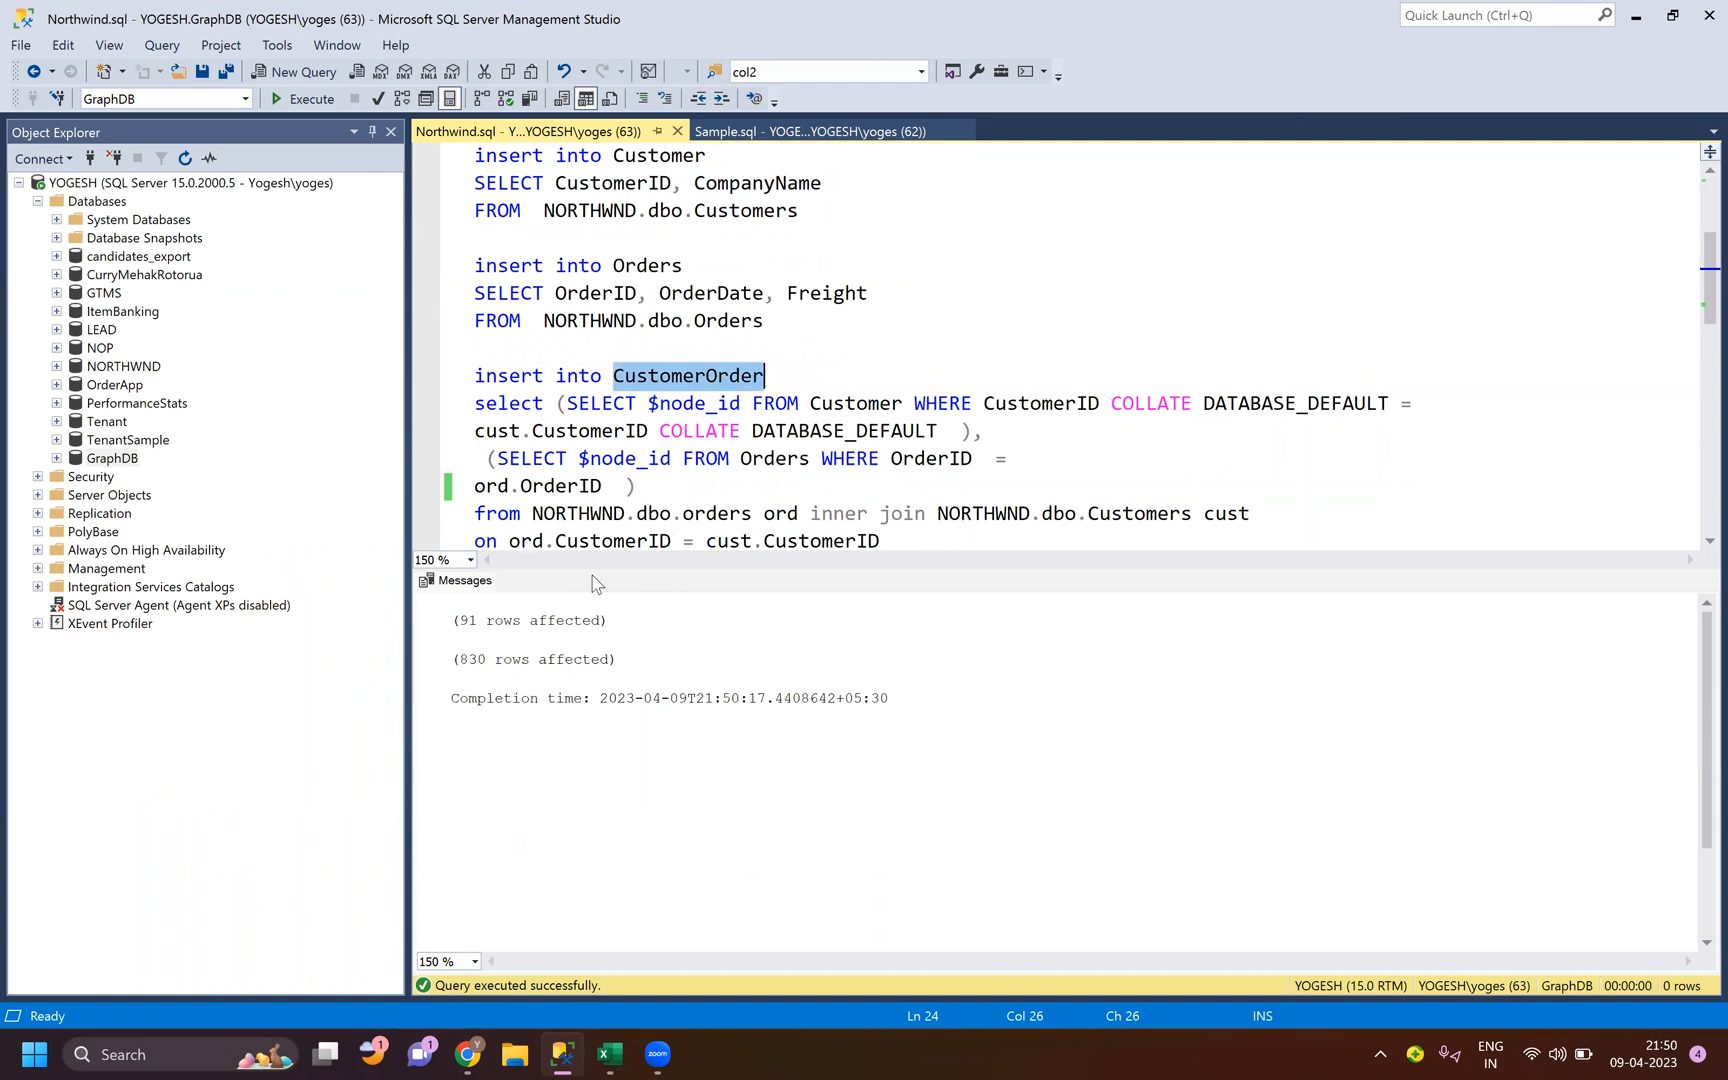 Northwind.sql - YOGESH.GraphDB (YOGESH\yoges (63)) - Microsoft SQL Server Management Studio
Quick Launch (Ctrl+Q)
File Edit View Query Project Tools Window Help
New Query
MDX DMX XMLA DAX
col2
GraphDB
Execute
Object Explorer
Northwind.sql - Y...YOGESH\yoges (63))
Sample.sql - YOGE...YOGESH\yoges (62))
Connect
YOGESH (SQL Server 15.0.2000.5 - Yogesh\yoges)
Databases
System Databases
Database Snapshots
candidates_export
CurryMehakRotorua
GTMS
ItemBanking
LEAD
NOP
NORTHWND
OrderApp
PerformanceStats
Tenant
TenantSample
GraphDB
Security
Server Objects
Replication
PolyBase
Always On High Availability
Management
Integration Services Catalogs
SQL Server Agent (Agent XPs disabled)
XEvent Profiler
insert into Customer
SELECT CustomerID, CompanyName
FROM  NORTHWND.dbo.Customers
insert into Orders
SELECT OrderID, OrderDate, Freight
FROM  NORTHWND.dbo.Orders
insert into CustomerOrder
select (SELECT $node_id FROM Customer WHERE CustomerID COLLATE DATABASE_DEFAULT =
cust.CustomerID COLLATE DATABASE_DEFAULT  ),
(SELECT $node_id FROM Orders WHERE OrderID  =
ord.OrderID  )
from NORTHWND.dbo.orders ord inner join NORTHWND.dbo.Customers cust
on ord.CustomerID = cust.CustomerID
150 %
Messages
(91 rows affected)
(830 rows affected)
Completion time: 2023-04-09T21:50:17.4408642+05:30
150 %
Query executed successfully.
YOGESH (15.0 RTM) YOGESH\yoges (63) GraphDB 00:00:00 0 rows
Ready
Ln 24 Col 26 Ch 26 INS
Search
1
1
Y
zoom
ENG
IN
21:50
09-04-2023
4